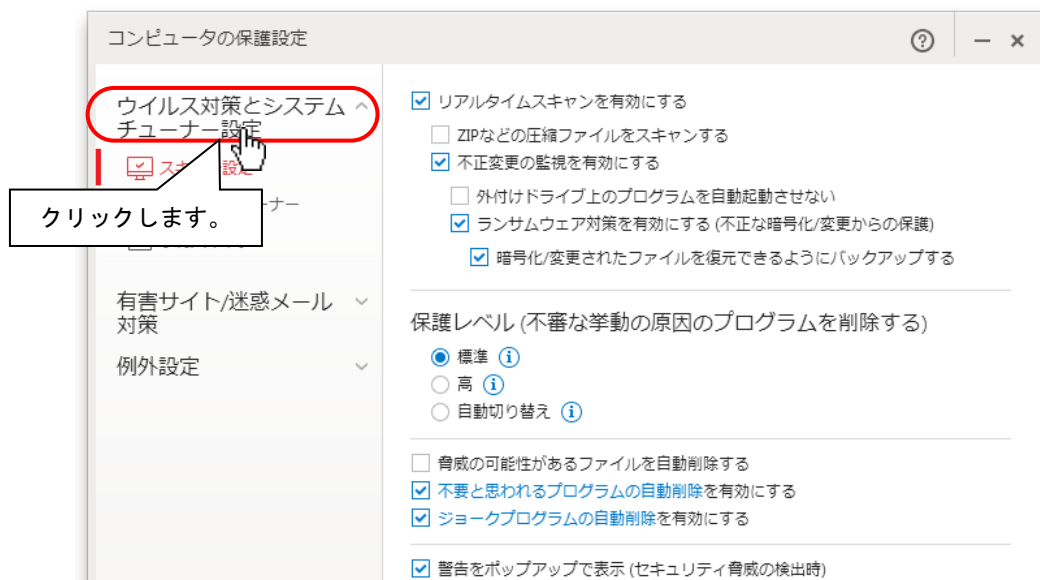 コンピュータの保護設定
ウイルス対策とシステム
チューナー設定
クリックします。
ーナー
有害サイト/迷惑メール
対策
例外設定
リアルタイムスキャンを有効にする
ZIPなどの圧縮ファイルをスキャンする
不正変更の監視を有効にする
外付けドライブ上のプログラムを自動起動させない
ランサムウェア対策を有効にする (不正な暗号化/変更からの保護)
暗号化/変更されたファイルを復元できるようにバックアップする
保護レベル (不審な挙動の原因のプログラムを削除する)
標準
高
自動切り替え
脅威の可能性があるファイルを自動削除する
不要と思われるプログラムの自動削除を有効にする
ジョークプログラムの自動削除を有効にする
警告をポップアップで表示 (セキュリティ脅威の検出時)